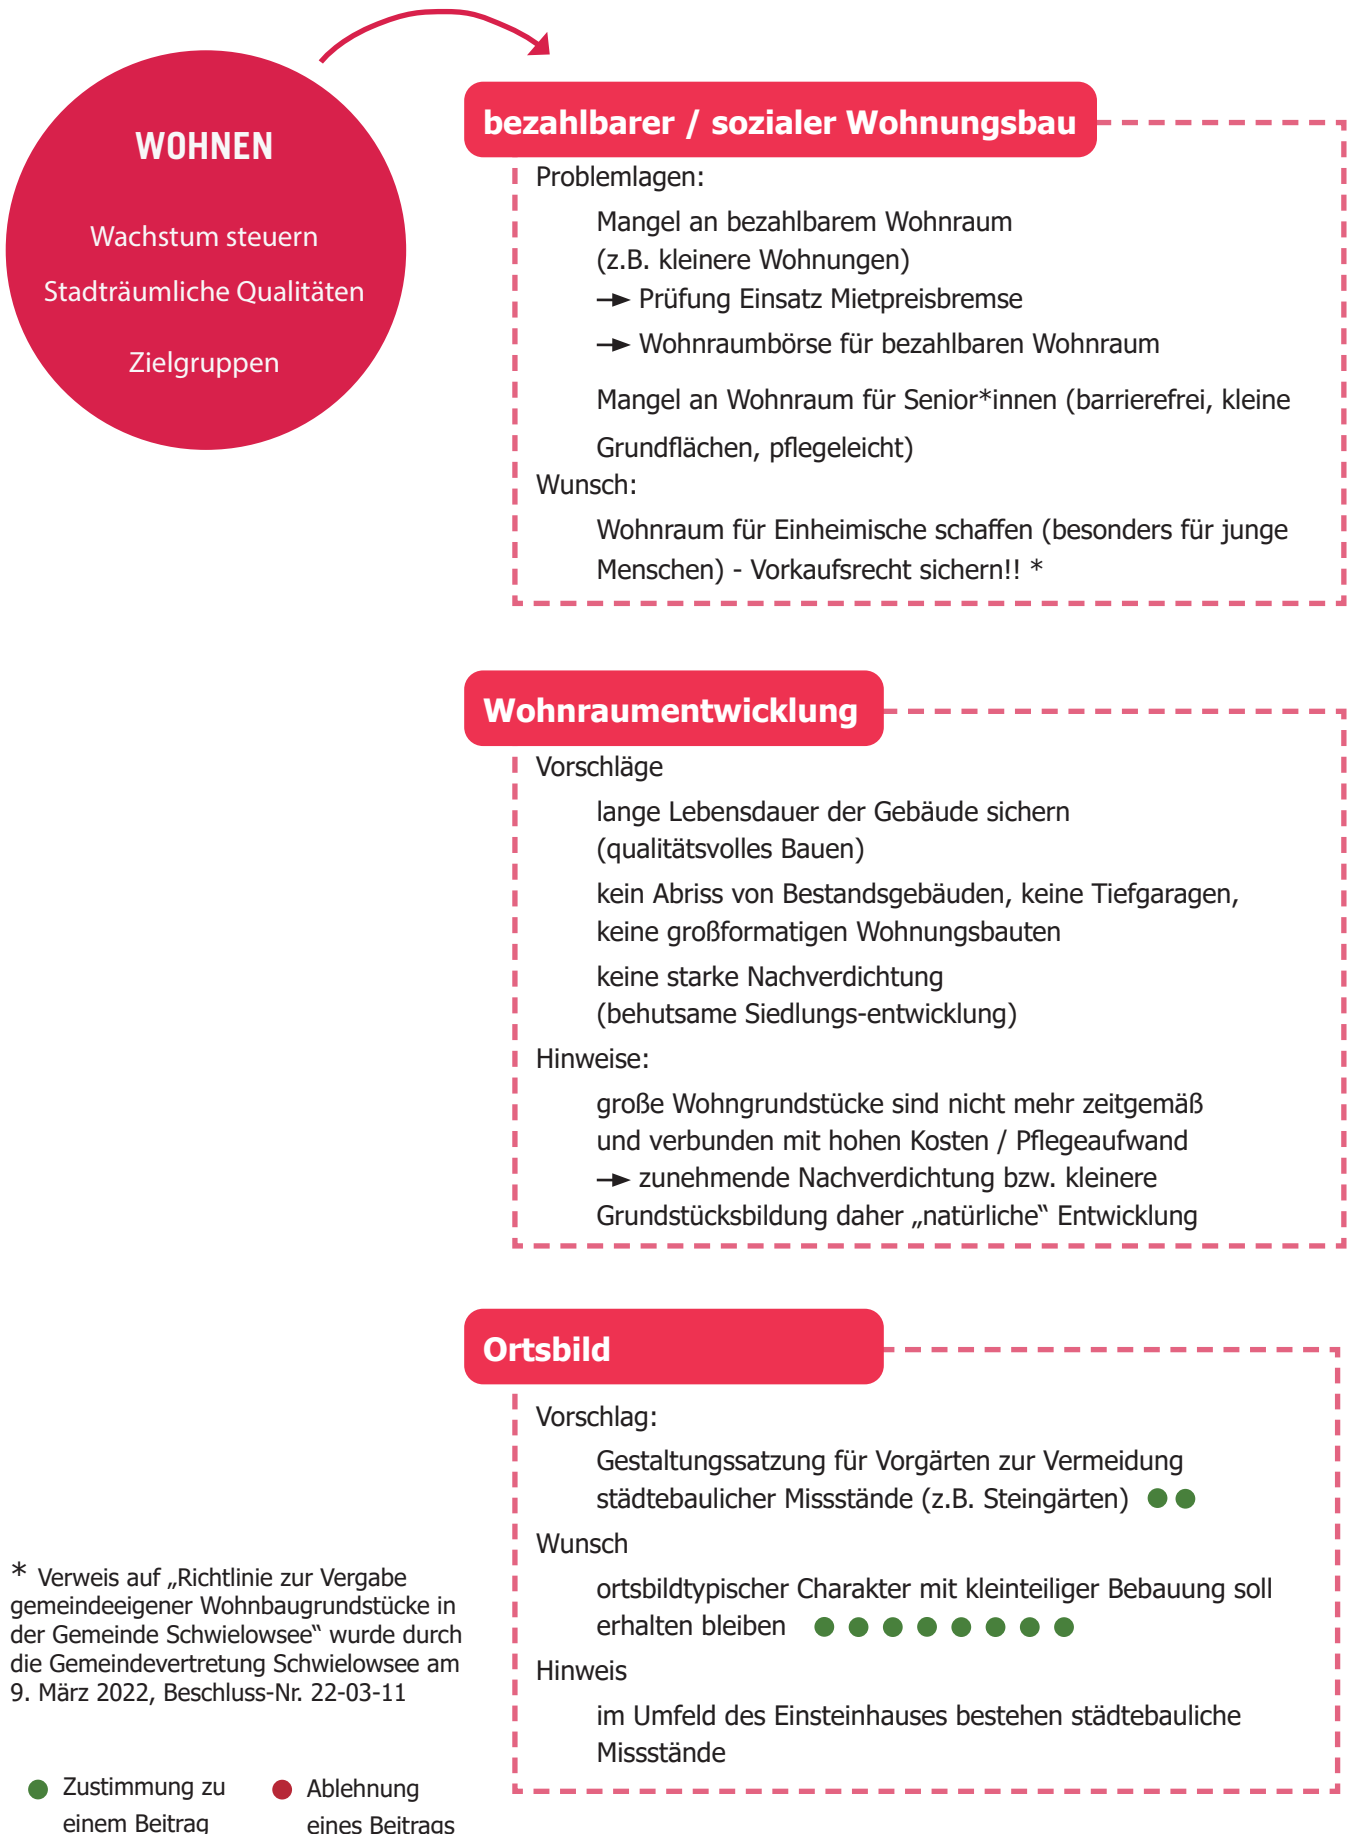 WOHNEN
Wachstum steuern
Stadträumliche Qualitäten
Zielgruppen
bezahlbarer / sozialer Wohnungsbau
Problemlagen:
Mangel an bezahlbarem Wohnraum
(z.B. kleinere Wohnungen)
Prüfung Einsatz Mietpreisbremse
Wohnraumbörse für bezahlbaren Wohnraum
Mangel an Wohnraum für Senior*innen (barrierefrei, kleine
Grundflächen, pflegeleicht)
Wunsch:
Wohnraum für Einheimische schaffen (besonders für junge
Menschen) - Vorkaufsrecht sichern!! *
Wohnraumentwicklung
Vorschläge
lange Lebensdauer der Gebäude sichern
(qualitätsvolles Bauen)
kein Abriss von Bestandsgebäuden, keine Tiefgaragen,
keine großformatigen Wohnungsbauten
keine starke Nachverdichtung
(behutsame Siedlungs-entwicklung)
Hinweise:
große Wohngrundstücke sind nicht mehr zeitgemäß
und verbunden mit hohen Kosten / Pflegeaufwand
zunehmende Nachverdichtung bzw. kleinere
Grundstücksbildung daher „natürliche“ Entwicklung
Ortsbild
Vorschlag:
Gestaltungssatzung für Vorgärten zur Vermeidung
städtebaulicher Missstände (z.B. Steingärten)
Wunsch
ortsbildtypischer Charakter mit kleinteiliger Bebauung soll
erhalten bleiben
Hinweis
im Umfeld des Einsteinhauses bestehen städtebauliche
Missstände
* Verweis auf „Richtlinie zur Vergabe
gemeindeeigener Wohnbaugrundstücke in
der Gemeinde Schwielowsee“ wurde durch
die Gemeindevertretung Schwielowsee am
9. März 2022, Beschluss-Nr. 22-03-11
Zustimmung zu
einem Beitrag
Ablehnung
eines Beitrags